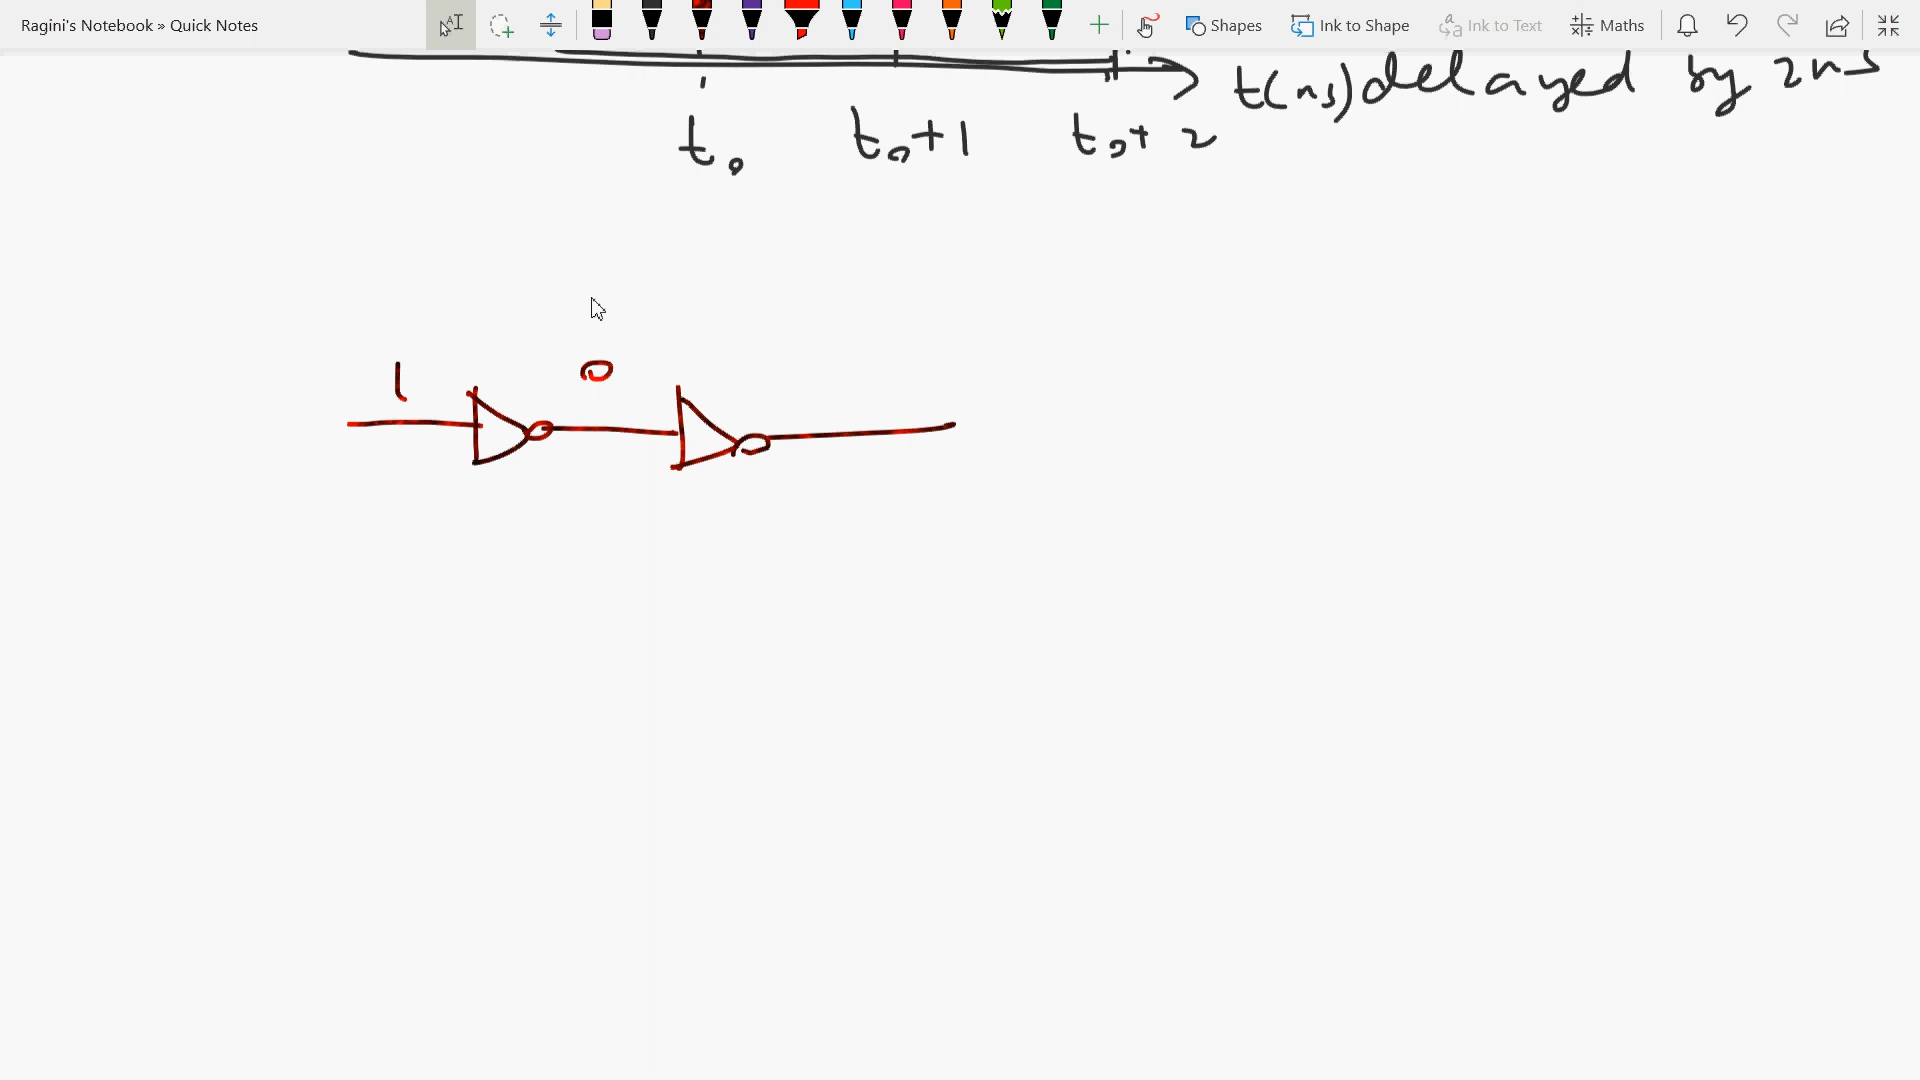 Ragini's Notebook » Quick Notes
Shapes
Ink to Shape
Ink to Text
Maths
t(ns) delayed by 2ns
t0 t0+1 t0+2
1 0